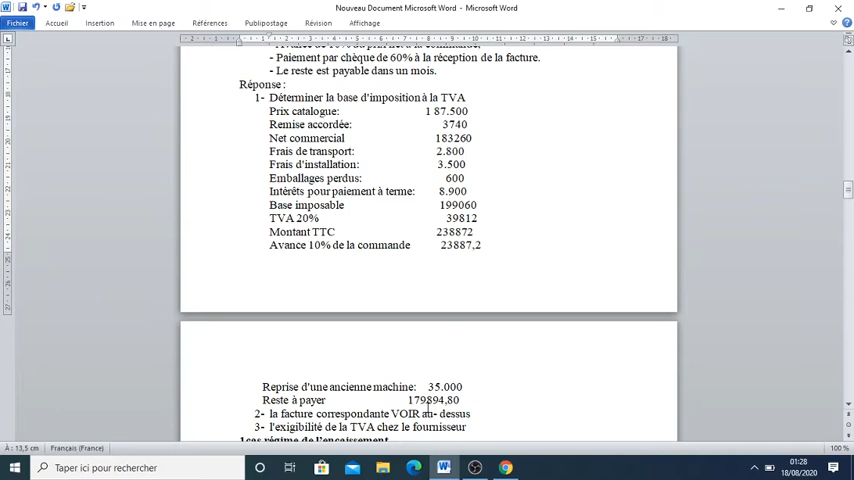 Nouveau Document Microsoft Word - Microsoft Word
Fichier Accueil Insertion Mise en page Références Publipostage Révision Affichage
- Paiement par chèque de 60% à la réception de la facture.
- Le reste est payable dans un mois.
Réponse :
1- Déterminer la base d'imposition à la TVA
Prix catalogue: 1 87.500
Remise accordée: 3740
Net commercial 183260
Frais de transport: 2.800
Frais d'installation: 3.500
Emballages perdus: 600
Intérêts pour paiement à terme: 8.900
Base imposable 199060
TVA 20% 39812
Montant TTC 238872
Avance 10% de la commande 23887,2
Reprise d'une ancienne machine: 35.000
Reste à payer 179894,80
2- la facture correspondante VOIR au- dessus
3- l'exigibilité de la TVA chez le fournisseur
1cas régime de l'encaissement
À : 13,5 cm Français (France) 100 %
Taper ici pour rechercher
01:28
18/08/2020